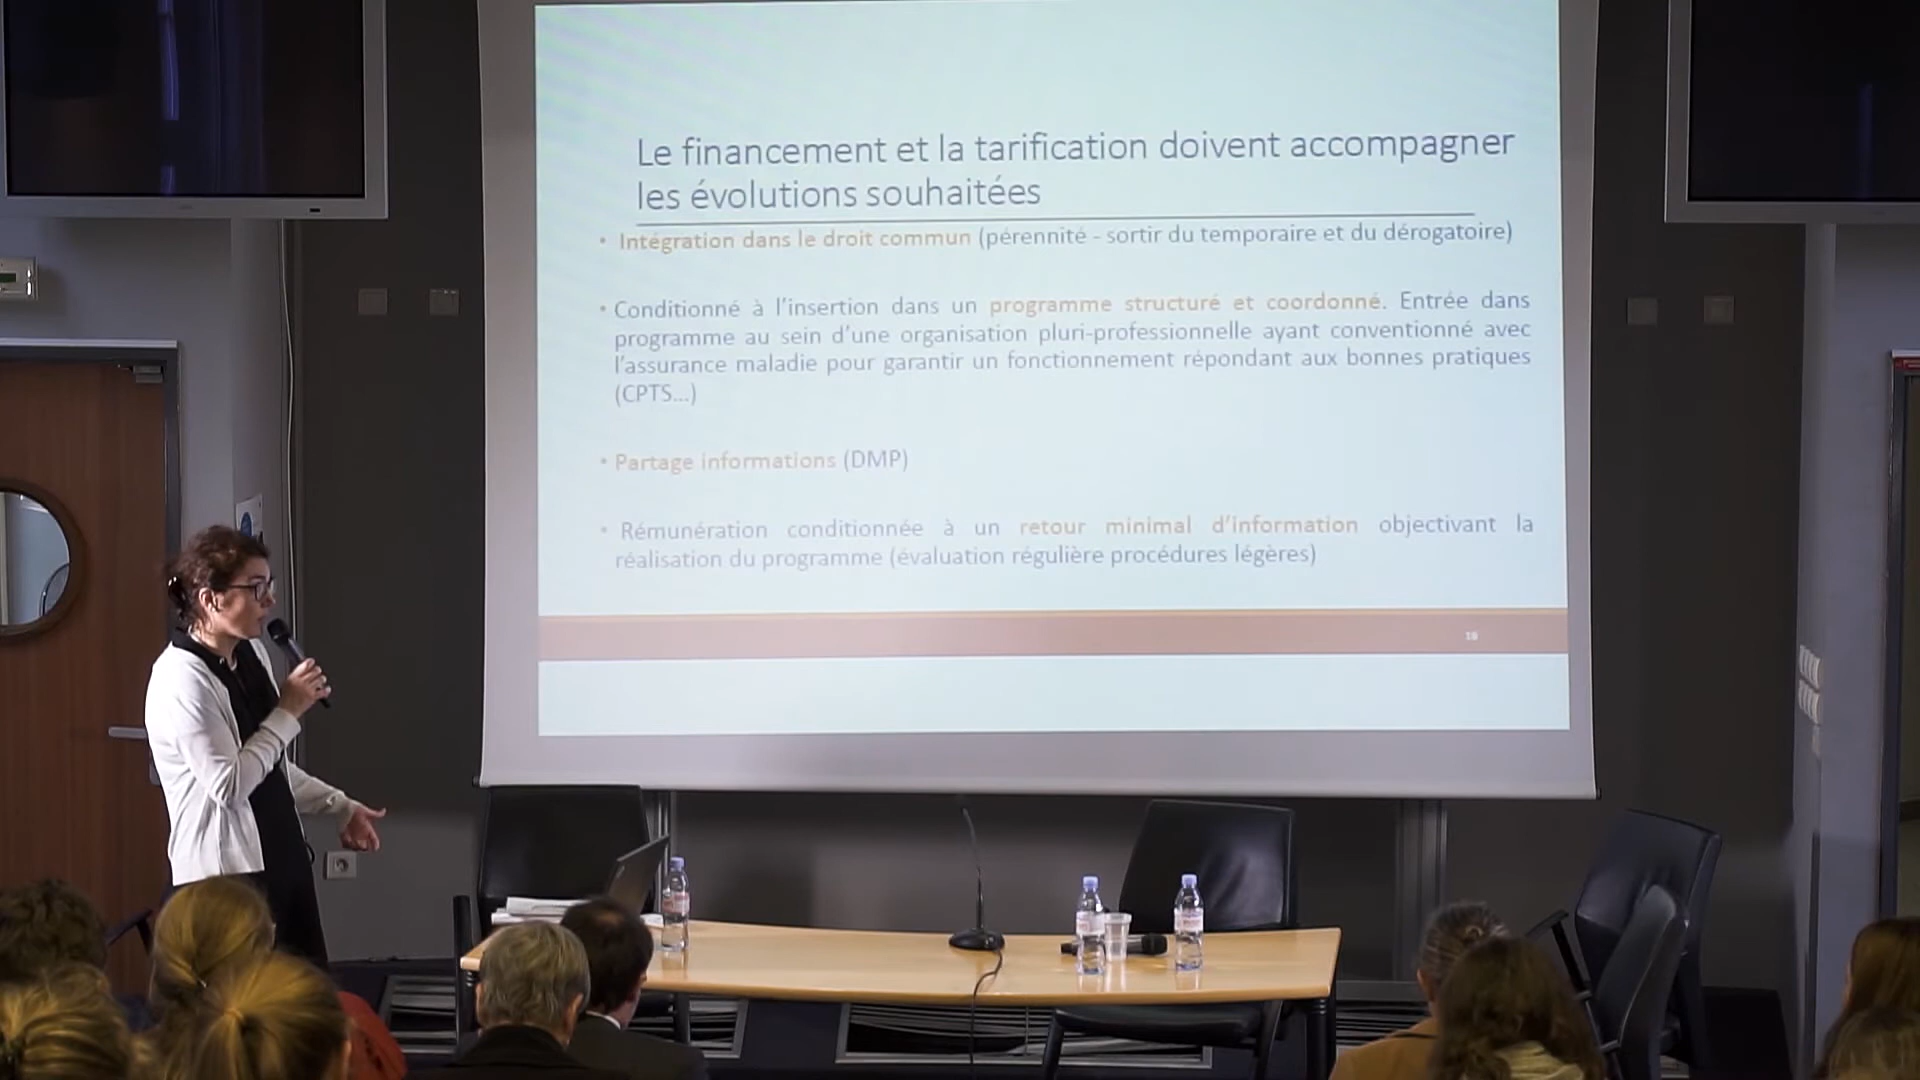 Le financement et la tarification doivent accompagner
les évolutions souhaitées
• Intégration dans le droit commun (pérennité - sortir du temporaire et du dérogatoire)
• Conditionné à l'insertion dans un programme structuré et coordonné. Entrée dans
programme au sein d'une organisation pluri-professionnelle ayant conventionné avec
l'assurance maladie pour garantir un fonctionnement répondant aux bonnes pratiques
(CPTS...)
• Partage informations (DMP)
• Rémunération conditionnée à un retour minimal d'information objectivant la
réalisation du programme (évaluation régulière procédures légères)